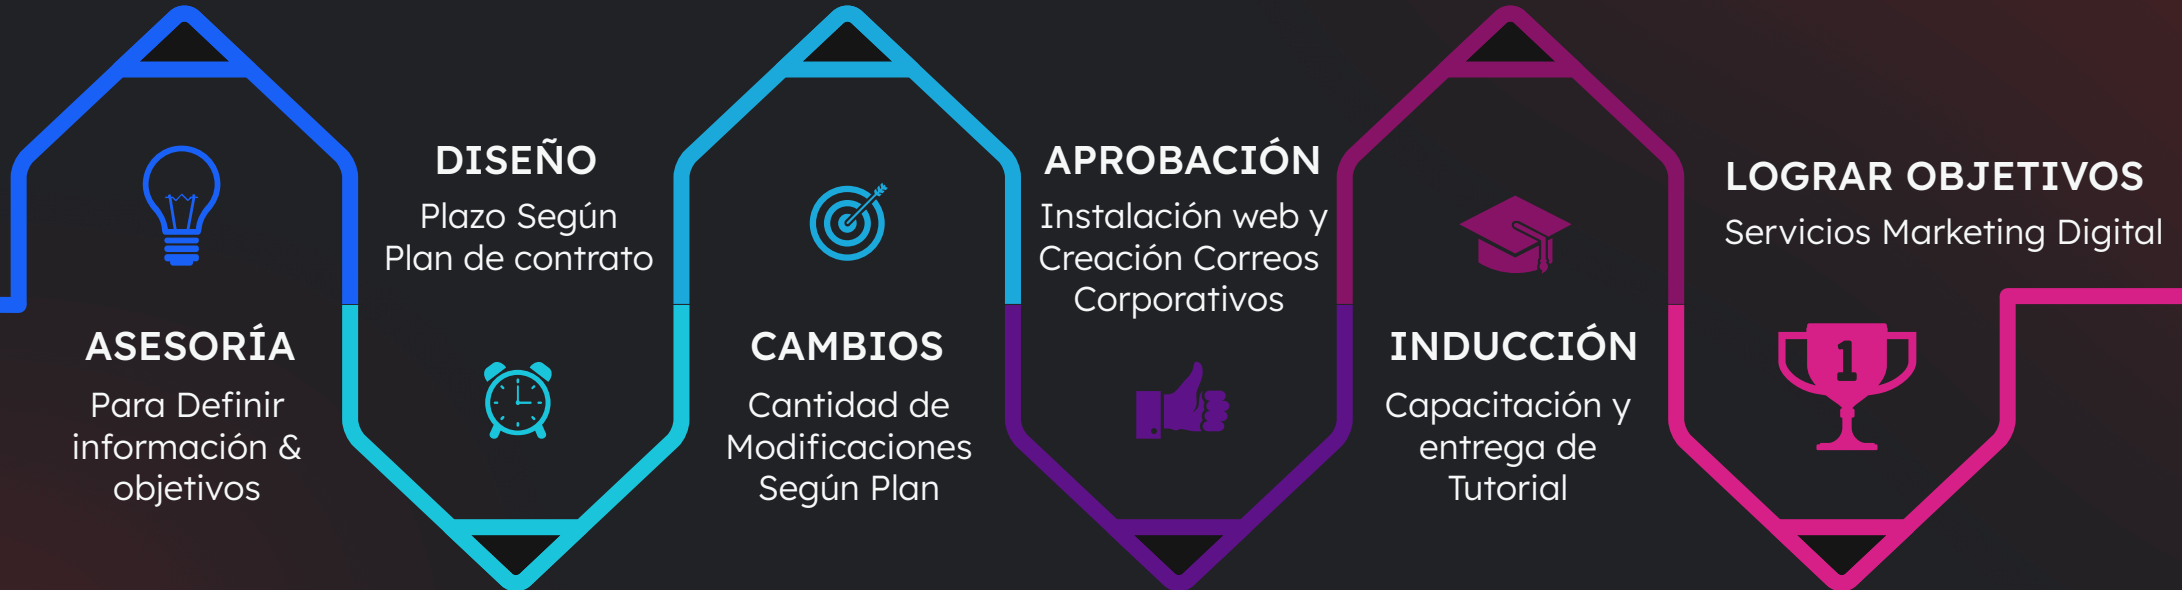 ASESORÍA
Para Definir
información &
objetivos
DISEÑO
Plazo Según
Plan de contrato
CAMBIOS
Cantidad de
Modificaciones
Según Plan
APROBACIÓN
Instalación web y
Creación Correos
Corporativos
INDUCCIÓN
Capacitación y
entrega de
Tutorial
LOGRAR OBJETIVOS
Servicios Marketing Digital
1